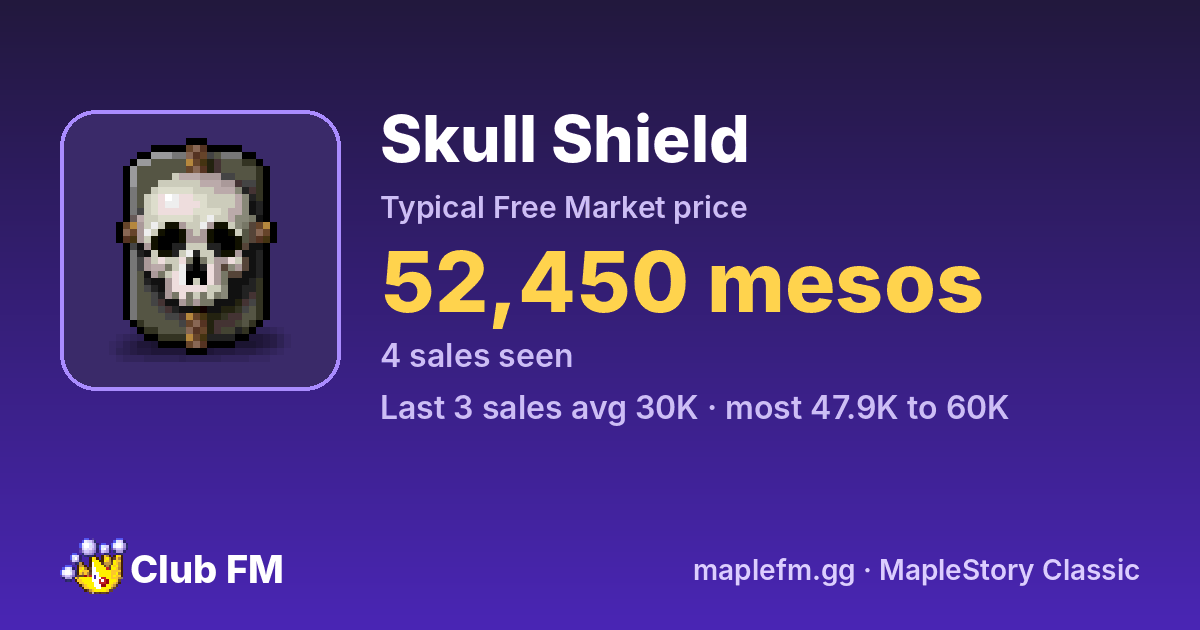 Skull Shield
Typical Free Market price
52,450 mesos
4 sales seen
Last 3 sales avg 30K · most 47.9K to 60K
Club FM
maplefm.gg · MapleStory Classic